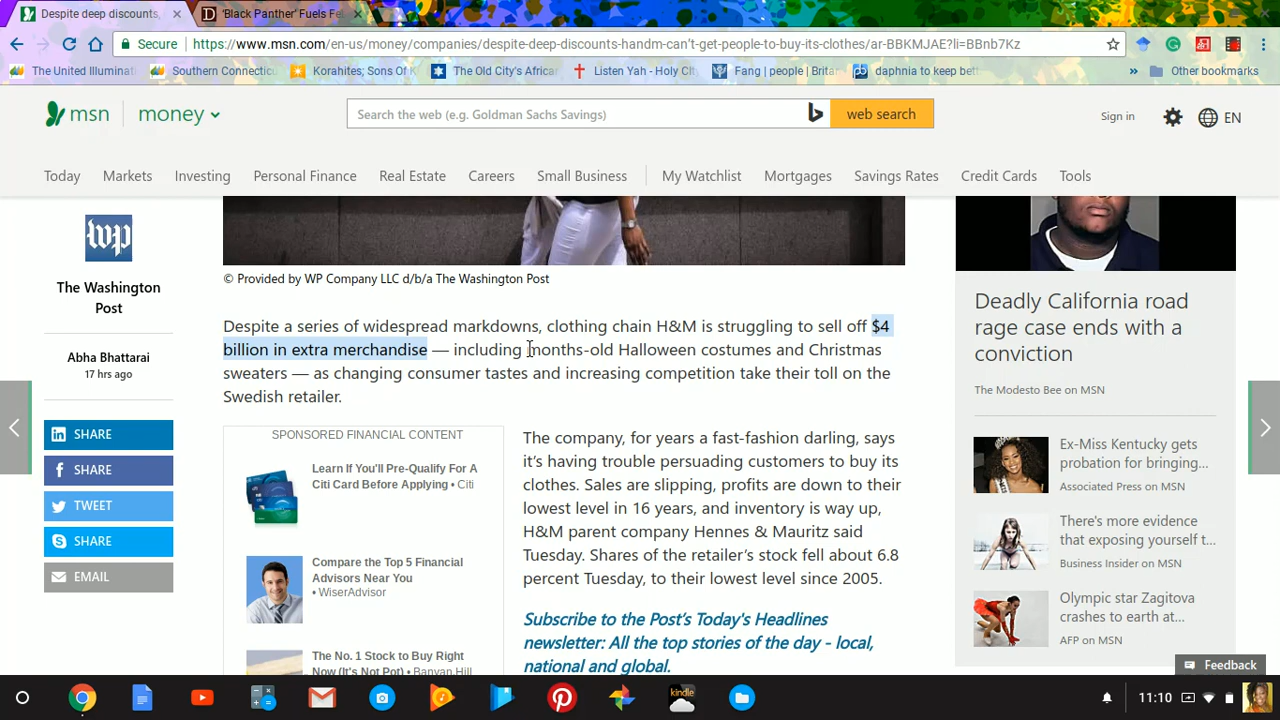 Despite deep discounts,
'Black Panther' Fuels Fe
Secure
https://www.msn.com/en-us/money/companies/despite-deep-discounts-handm-can't-get-people-to-buy-its-clothes/ar-BBKMJAE?li=BBnb7Kz
The United Illuminati
Southern Connecticu
Korahites; Sons Of K
The Old City's Africar
Listen Yah - Holy Cit
Fang | people | Britan
daphnia to keep bett
»
Other bookmarks
msn
money
Search the web (e.g. Goldman Sachs Savings)
web search
Sign in
EN
Today
Markets
Investing
Personal Finance
Real Estate
Careers
Small Business
My Watchlist
Mortgages
Savings Rates
Credit Cards
Tools
wp
The Washington
Post
Abha Bhattarai
17 hrs ago
SHARE
SHARE
TWEET
SHARE
EMAIL
© Provided by WP Company LLC d/b/a The Washington Post
Despite a series of widespread markdowns, clothing chain H&M is struggling to sell off $4
billion in extra merchandise — including months-old Halloween costumes and Christmas
sweaters — as changing consumer tastes and increasing competition take their toll on the
Swedish retailer.
SPONSORED FINANCIAL CONTENT
Learn If You'll Pre-Qualify For A
Citi Card Before Applying • Citi
Compare the Top 5 Financial
Advisors Near You
• WiserAdvisor
The No. 1 Stock to Buy Right
Now (It's Not Pot) • Banyan Hill
The company, for years a fast-fashion darling, says
it's having trouble persuading customers to buy its
clothes. Sales are slipping, profits are down to their
lowest level in 16 years, and inventory is way up,
H&M parent company Hennes & Mauritz said
Tuesday. Shares of the retailer's stock fell about 6.8
percent Tuesday, to their lowest level since 2005.
Subscribe to the Post's Today's Headlines
newsletter: All the top stories of the day - local,
national and global.
Deadly California road
rage case ends with a
conviction
The Modesto Bee on MSN
Ex-Miss Kentucky gets
probation for bringing...
Associated Press on MSN
There's more evidence
that exposing yourself t...
Business Insider on MSN
Olympic star Zagitova
crashes to earth at...
AFP on MSN
Feedback
kindle
11:10